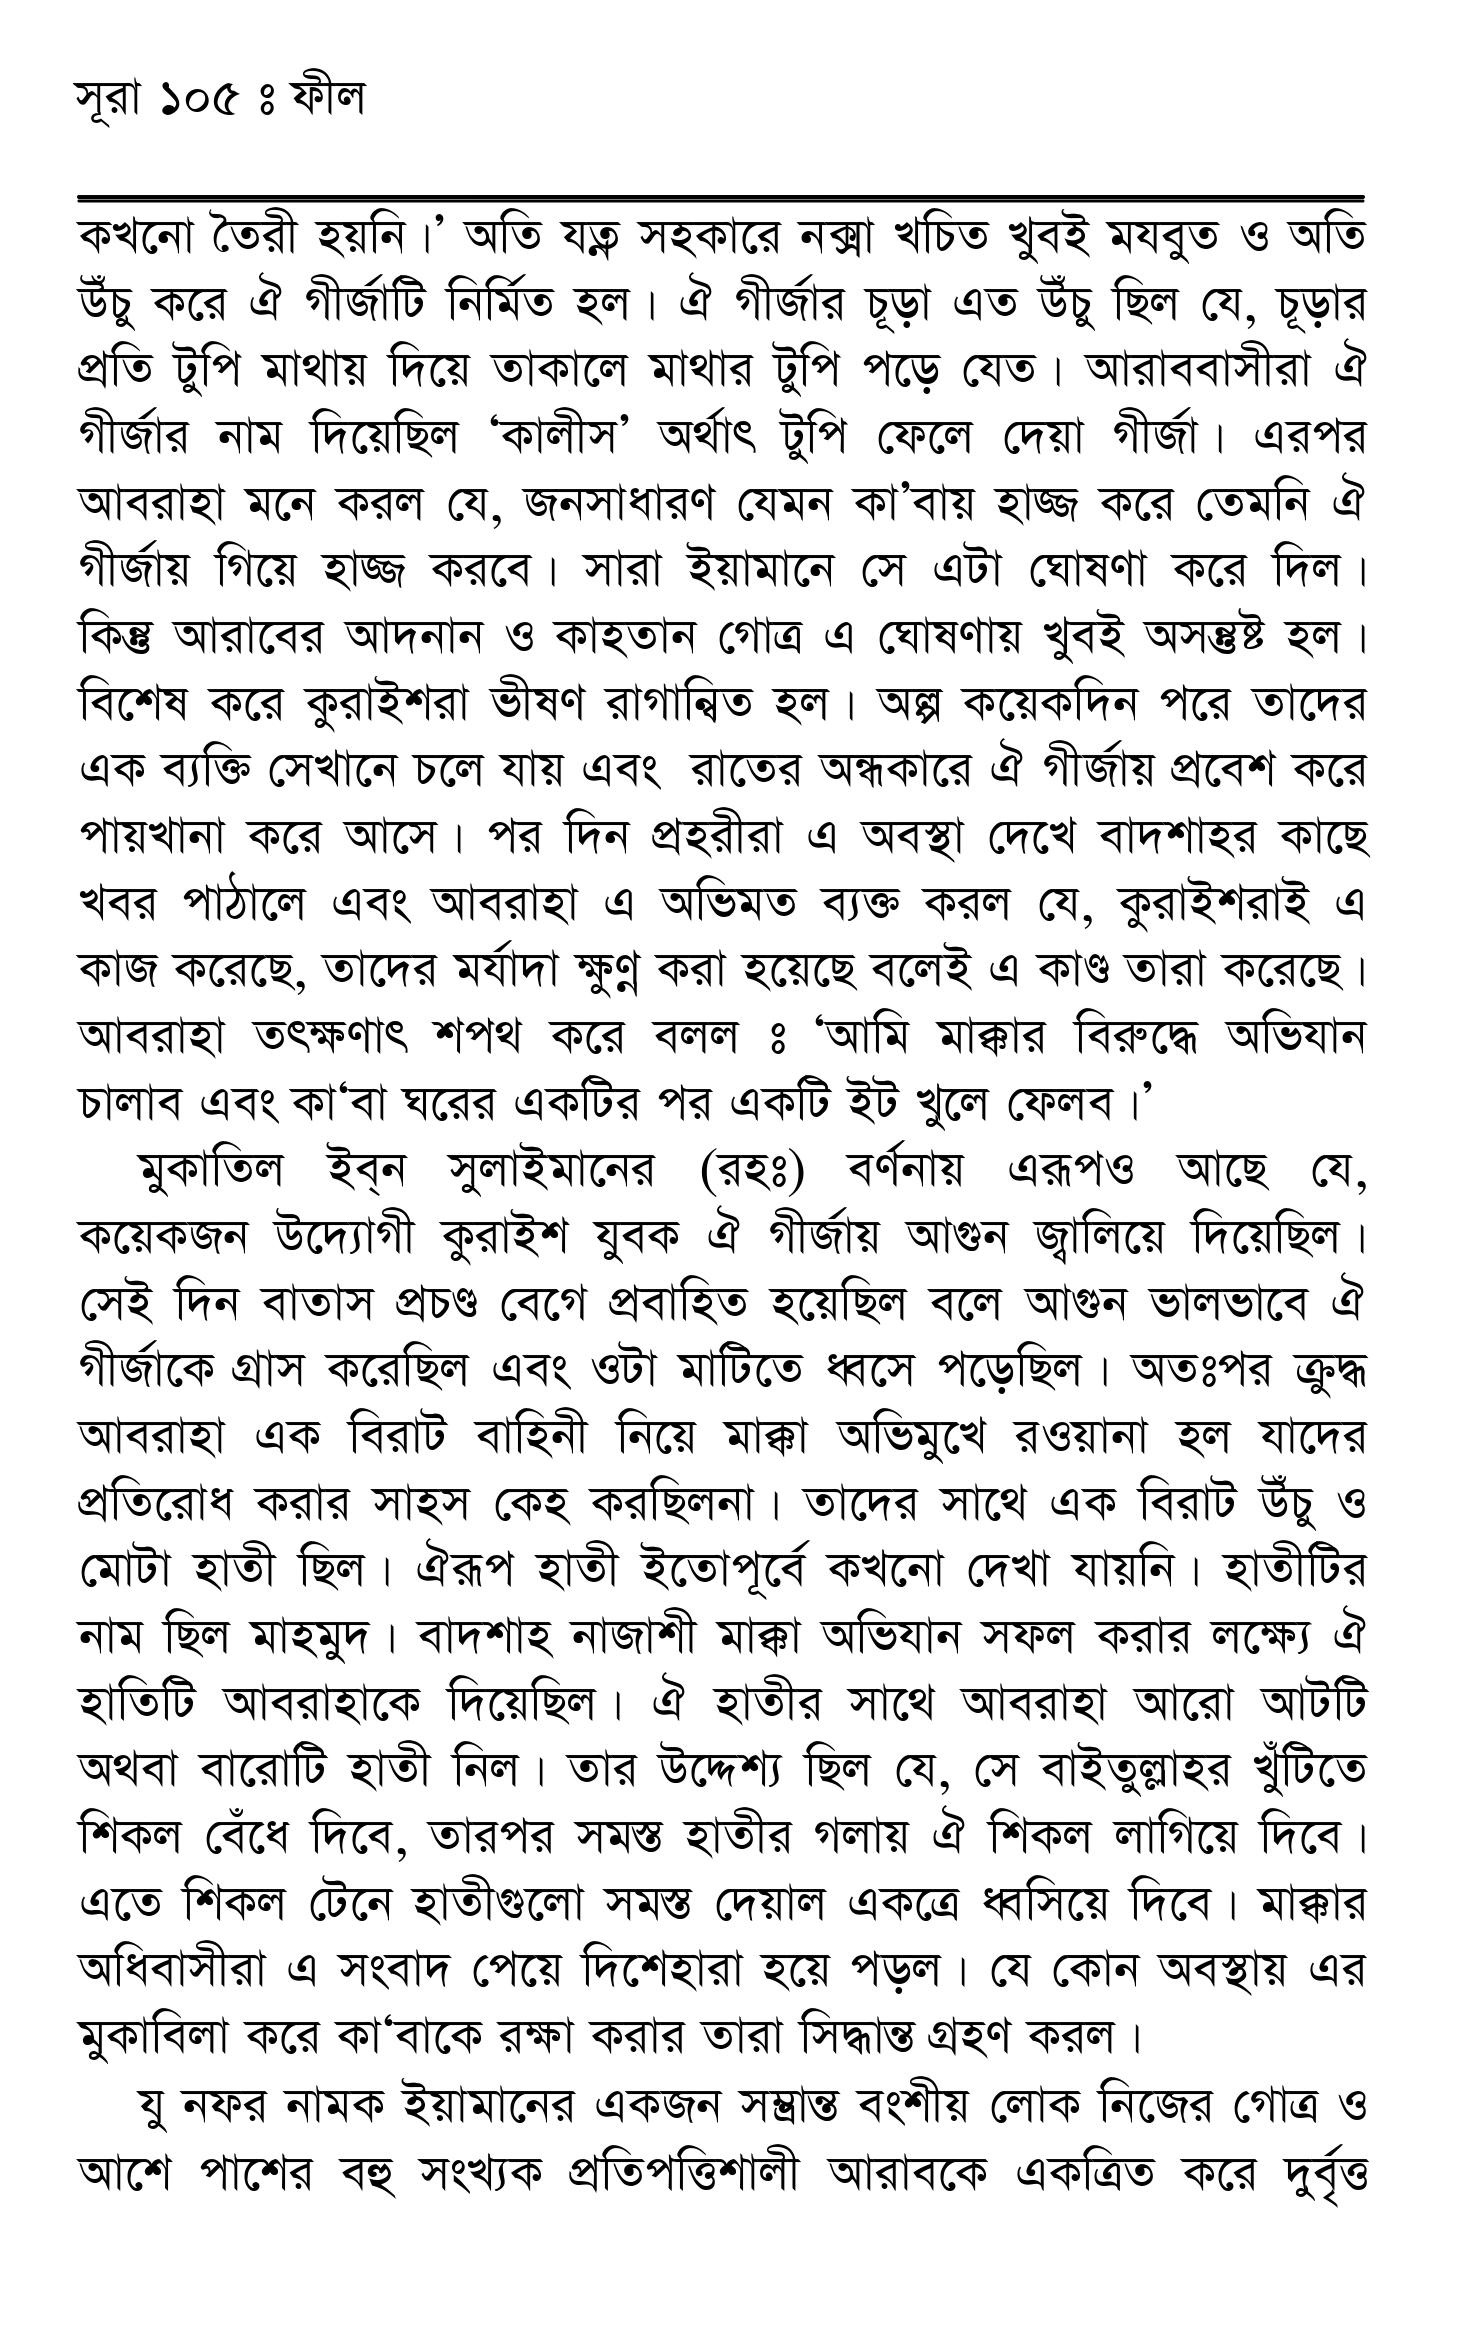 সূরা ১০৫ ঃ ফীল
কখনো তৈরী হয়নি।’ অতি যত্ন সহকারে নক্সা খচিত খুবই মযবুত ও অতি
উঁচু করে ঐ গীর্জাটি নির্মিত হল। ঐ গীর্জার চূড়া এত উঁচু ছিল যে, চূড়ার
প্রতি টুপি মাথায় দিয়ে তাকালে মাথার টুপি পড়ে যেত। আরাববাসীরা ঐ
গীর্জার নাম দিয়েছিল ‘কালীস’ অর্থাৎ টুপি ফেলে দেয়া গীর্জা। এরপর
আবরাহা মনে করল যে, জনসাধারণ যেমন কা’বায় হাজ্জ করে তেমনি ঐ
গীর্জায় গিয়ে হাজ্জ করবে। সারা ইয়ামানে সে এটা ঘোষণা করে দিল।
কিন্তু আরাবের আদনান ও কাহতান গোত্র এ ঘোষণায় খুবই অসন্তুষ্ট হল।
বিশেষ করে কুরাইশরা ভীষণ রাগান্বিত হল। অল্প কয়েকদিন পরে তাদের
এক ব্যক্তি সেখানে চলে যায় এবং রাতের অন্ধকারে ঐ গীর্জায় প্রবেশ করে
পায়খানা করে আসে। পর দিন প্রহরীরা এ অবস্থা দেখে বাদশাহর কাছে
খবর পাঠালে এবং আবরাহা এ অভিমত ব্যক্ত করল যে, কুরাইশরাই এ
কাজ করেছে, তাদের মর্যাদা ক্ষুণ্ন করা হয়েছে বলেই এ কাণ্ড তারা করেছে।
আবরাহা তৎক্ষণাৎ শপথ করে বলল ঃ ‘আমি মাক্কার বিরুদ্ধে অভিযান
চালাব এবং কা‘বা ঘরের একটির পর একটি ইট খুলে ফেলব।’
মুকাতিল ইব্‌ন সুলাইমানের (রহঃ) বর্ণনায় এরূপও আছে যে,
কয়েকজন উদ্যোগী কুরাইশ যুবক ঐ গীর্জায় আগুন জ্বালিয়ে দিয়েছিল।
সেই দিন বাতাস প্রচণ্ড বেগে প্রবাহিত হয়েছিল বলে আগুন ভালভাবে ঐ
গীর্জাকে গ্রাস করেছিল এবং ওটা মাটিতে ধ্বসে পড়েছিল। অতঃপর ক্রুদ্ধ
আবরাহা এক বিরাট বাহিনী নিয়ে মাক্কা অভিমুখে রওয়ানা হল যাদের
প্রতিরোধ করার সাহস কেহ করছিলনা। তাদের সাথে এক বিরাট উঁচু ও
মোটা হাতী ছিল। ঐরূপ হাতী ইতোপূর্বে কখনো দেখা যায়নি। হাতীটির
নাম ছিল মাহমুদ। বাদশাহ নাজাশী মাক্কা অভিযান সফল করার লক্ষ্যে ঐ
হাতিটি আবরাহাকে দিয়েছিল। ঐ হাতীর সাথে আবরাহা আরো আটটি
অথবা বারোটি হাতী নিল। তার উদ্দেশ্য ছিল যে, সে বাইতুল্লাহর খুঁটিতে
শিকল বেঁধে দিবে, তারপর সমস্ত হাতীর গলায় ঐ শিকল লাগিয়ে দিবে।
এতে শিকল টেনে হাতীগুলো সমস্ত দেয়াল একত্রে ধ্বসিয়ে দিবে। মাক্কার
অধিবাসীরা এ সংবাদ পেয়ে দিশেহারা হয়ে পড়ল। যে কোন অবস্থায় এর
মুকাবিলা করে কা‘বাকে রক্ষা করার তারা সিদ্ধান্ত গ্রহণ করল।
যু নফর নামক ইয়ামানের একজন সম্ভ্রান্ত বংশীয় লোক নিজের গোত্র ও
আশে পাশের বহু সংখ্যক প্রতিপত্তিশালী আরাবকে একত্রিত করে দুর্বৃত্ত